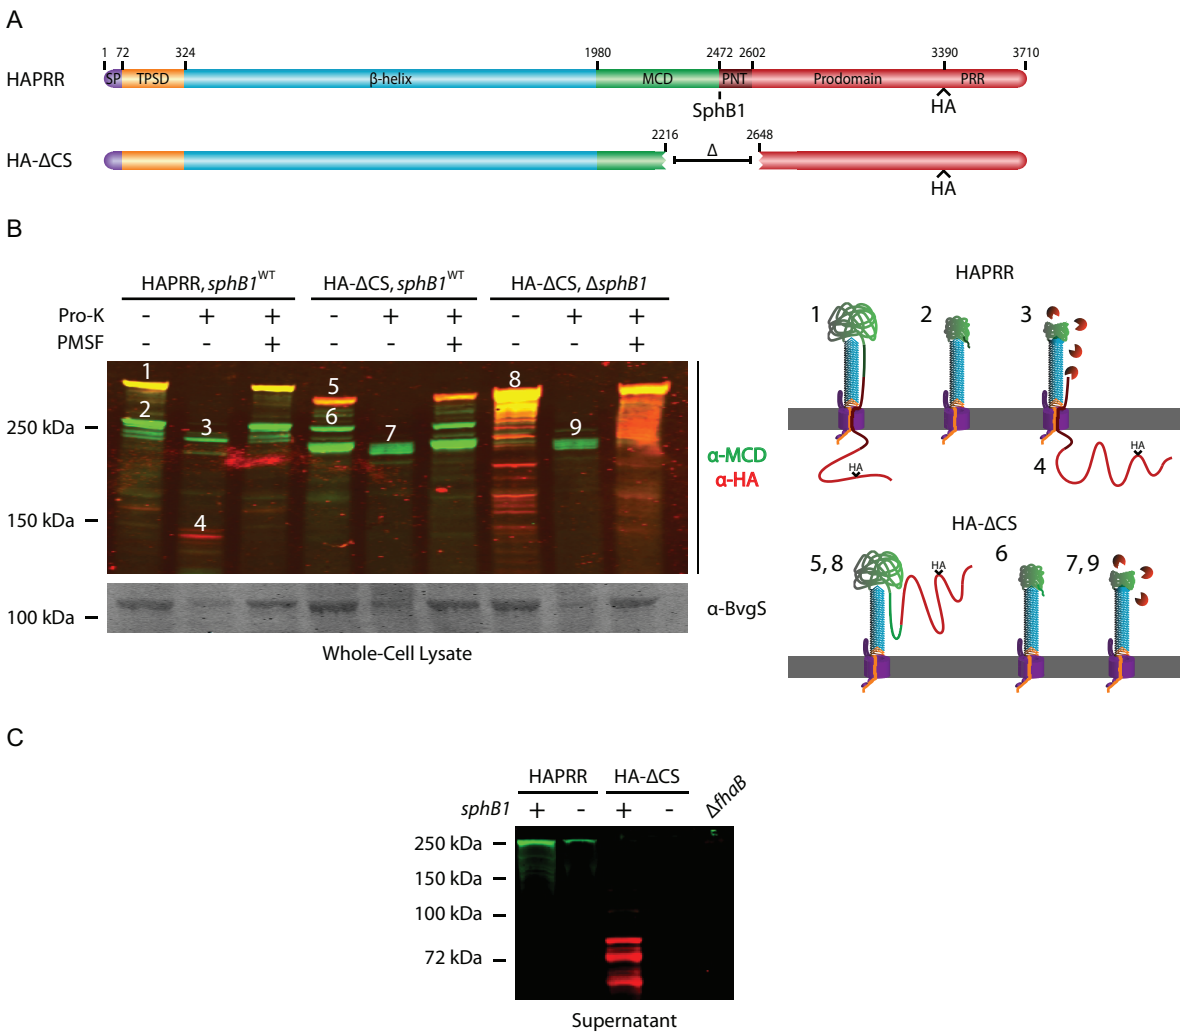 A
1 72 324 1980 2472 2602 3390 3710
HAPRR SP TPSD β-helix MCD PNT Prodomain PRR
SphB1 HA
2216 2648
HA-ΔCS Δ
HA
B
HAPRR, sphB1WT HA-ΔCS, sphB1WT HA-ΔCS, ΔsphB1
Pro-K - + + - + + - + +
PMSF - - + - - + - - +
1 2 3 4 5 6 7 8 9
250 kDa
150 kDa
100 kDa
α-MCD
α-HA
α-BvgS
Whole-Cell Lysate
HAPRR
1 2 3
HA HA
4
HA-ΔCS
5, 8 HA 6 7, 9
C
HAPRR HA-ΔCS ΔfhaB
sphB1 + - + -
250 kDa
150 kDa
100 kDa
72 kDa
Supernatant